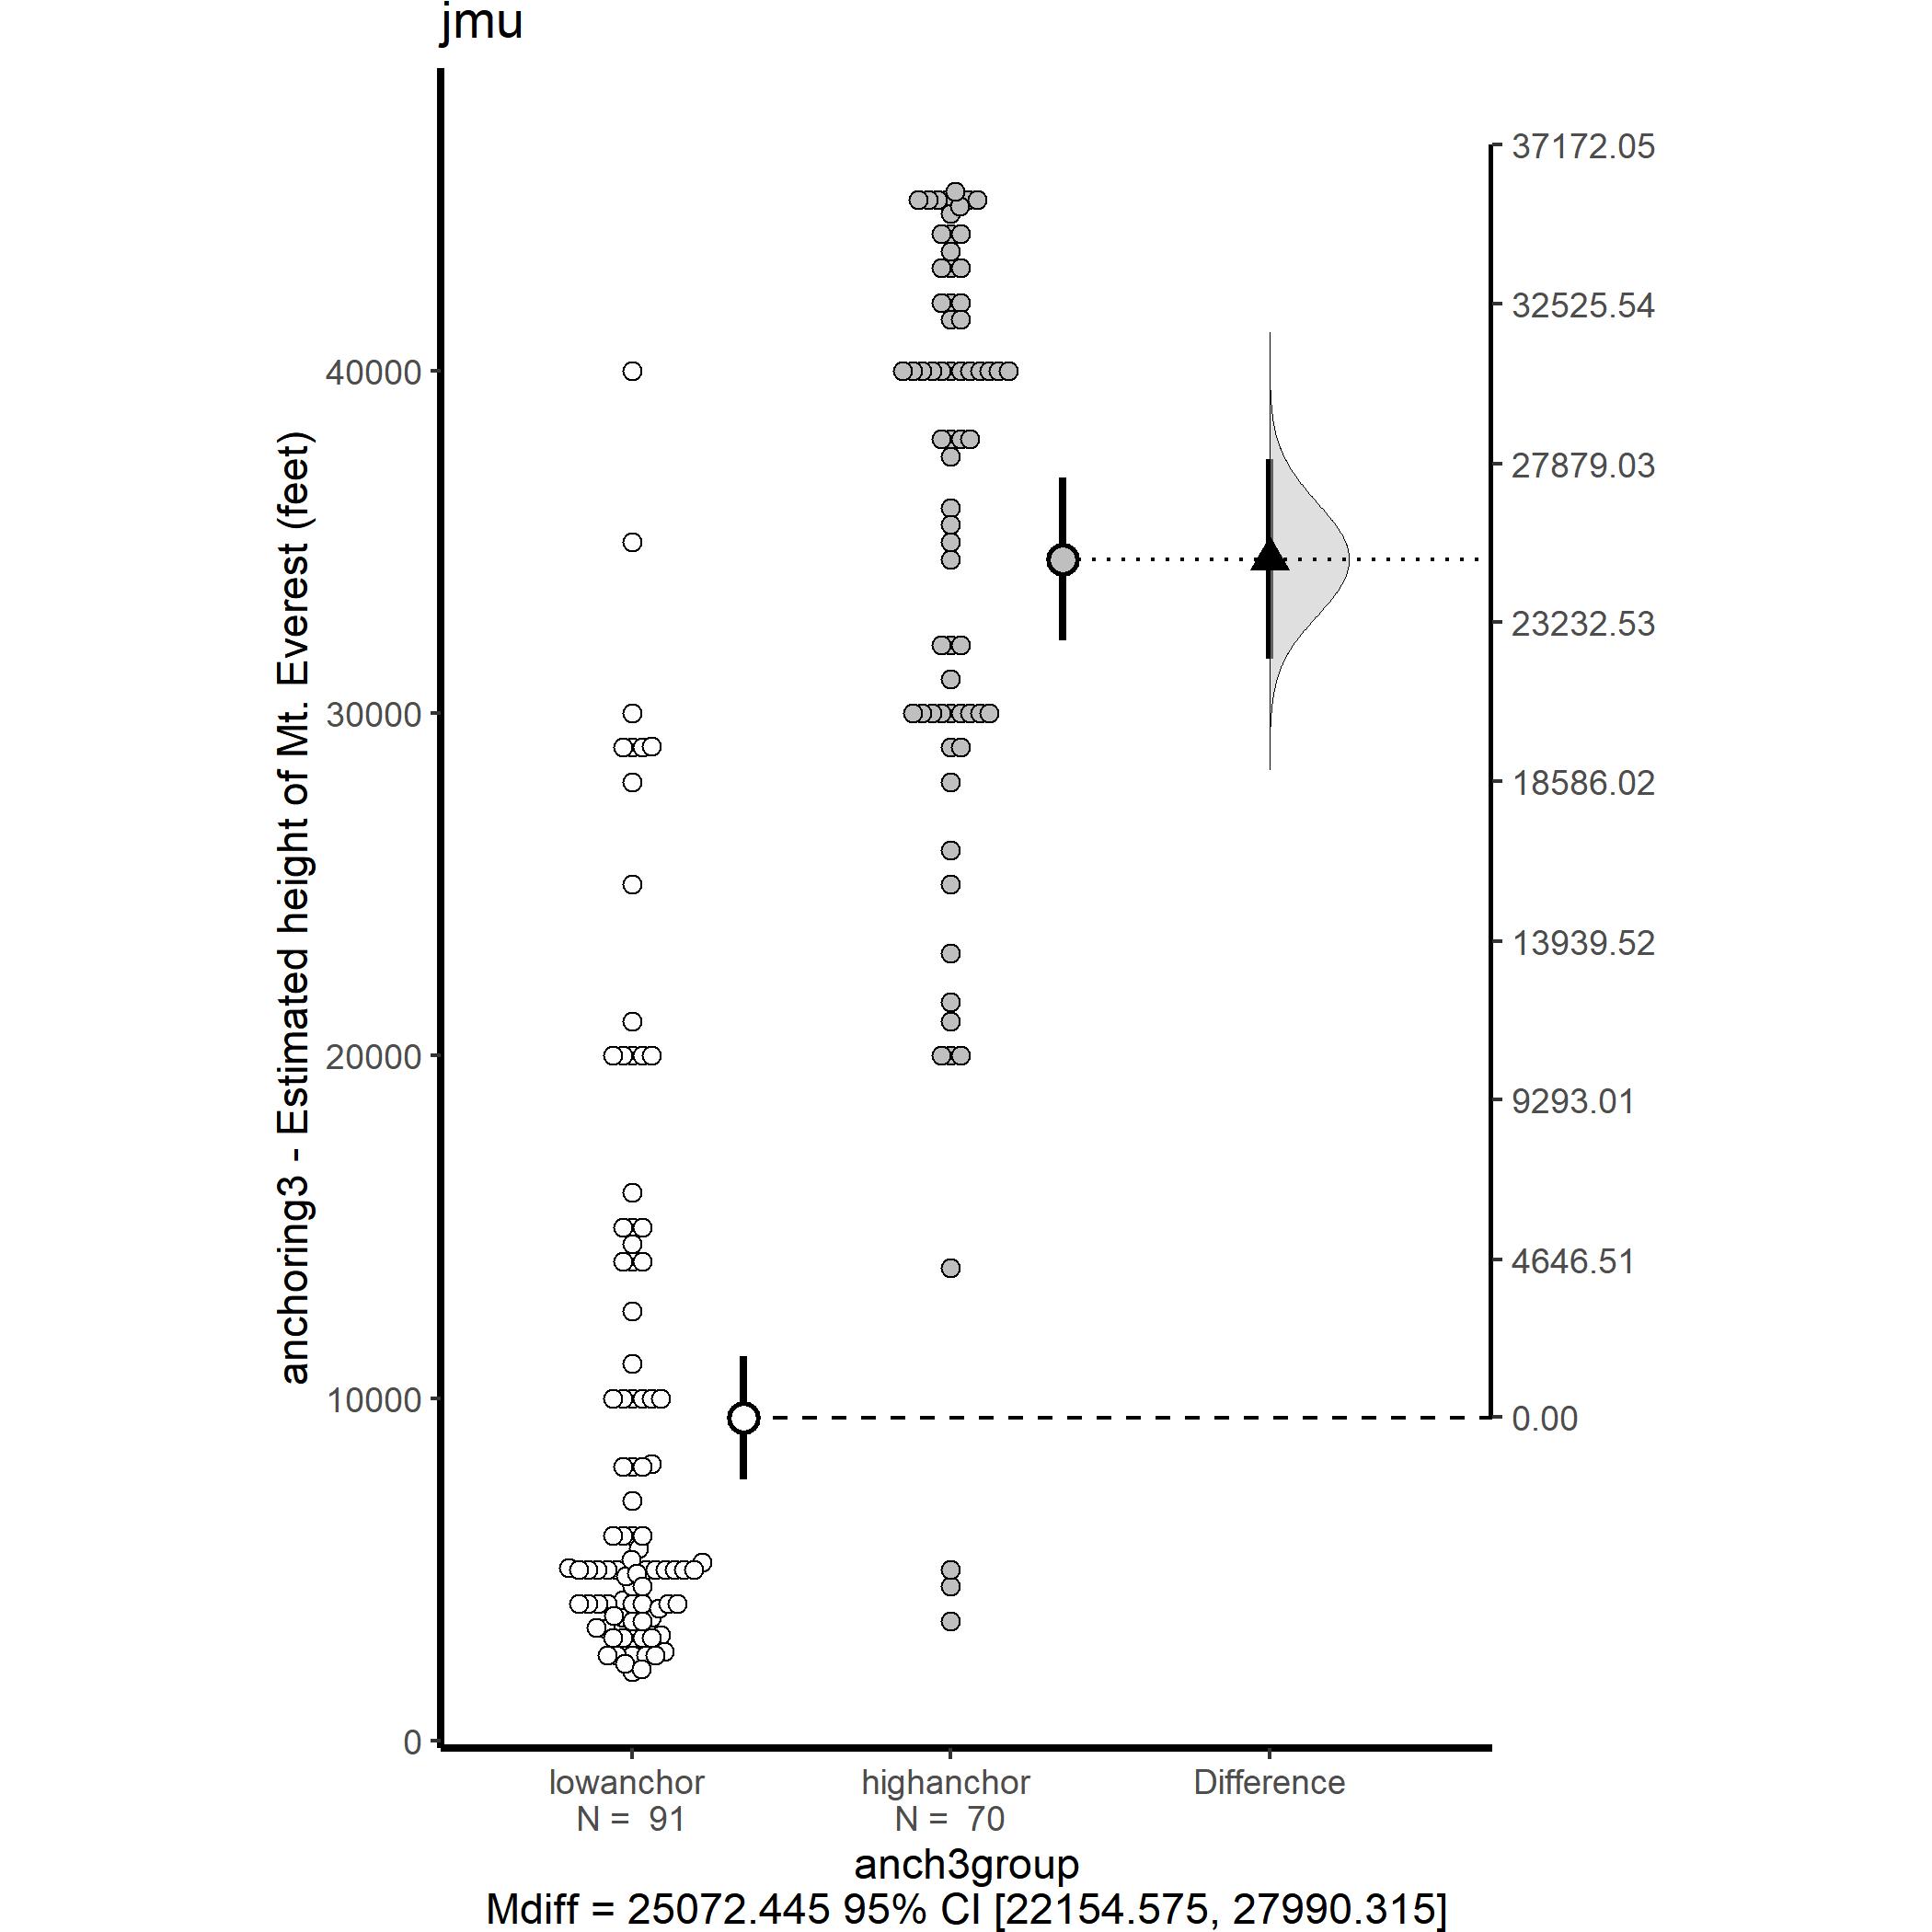 jmu
anchoring3 - Estimated height of Mt. Everest (feet)
40000
30000
20000
10000
0
37172.05
32525.54
27879.03
23232.53
18586.02
13939.52
9293.01
4646.51
0.00
lowanchor
N =  91
highanchor
N =  70
Difference
anch3group
Mdiff = 25072.445 95% CI [22154.575, 27990.315]